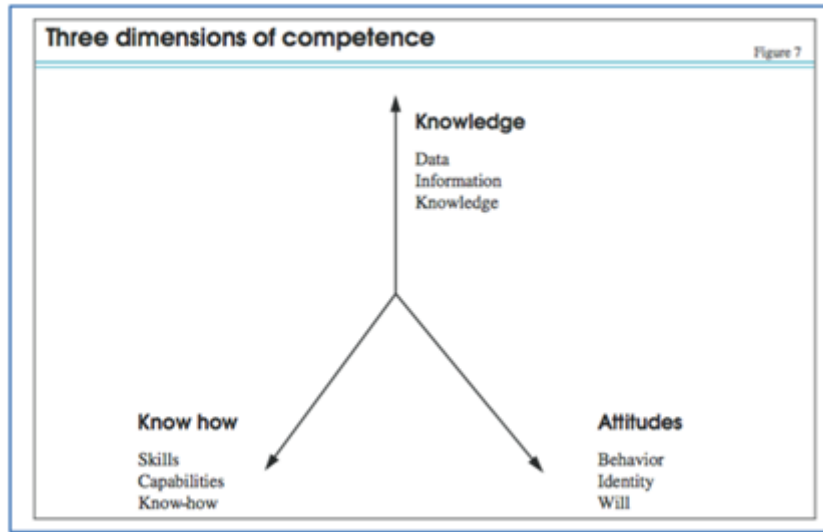 Three dimensions of competence
Figure 7
Knowledge
Data
Information
Knowledge
Know how
Skills
Capabilities
Know-how
Attitudes
Behavior
Identity
Will